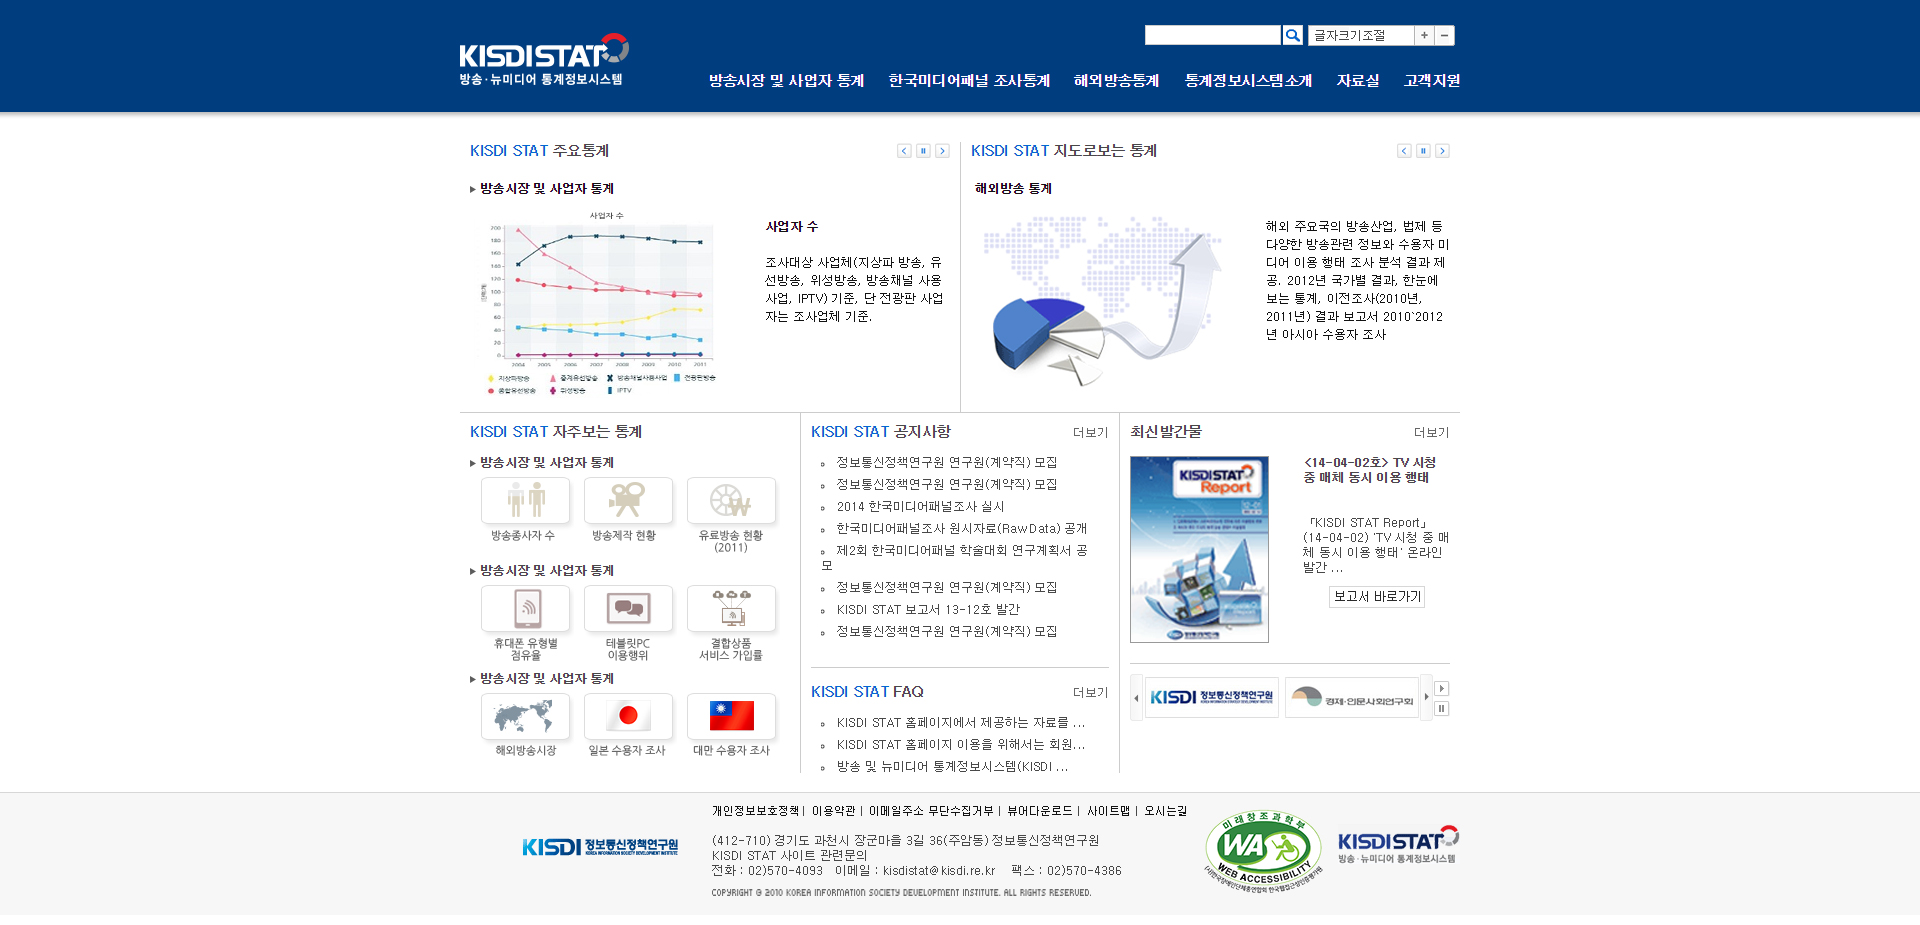 KISDISTAT
방송·뉴미디어 통계정보시스템
글자크기조절
방송시장 및 사업자 통계 한국미디어패널 조사통계 해외방송통계 통계정보시스템소개 자료실 고객지원
KISDI STAT 주요통계
방송시장 및 사업자 통계
사업자 수
200
180
160
140
120
100
80
60
40
20
0
2004 2005 2006 2007 2008 2009 2010 2011
지상파방송 중계유선방송 방송채널사용사업 전광판방송
종합유선방송 위성방송 IPTV
사업자 수
조사대상 사업체(지상파 방송, 유
선방송, 위성방송, 방송채널 사용
사업, IPTV) 기준, 단 전광판 사업
자는 조사업체 기준.
KISDI STAT 지도로보는 통계
해외방송 통계
해외 주요국의 방송산업, 법제 등
다양한 방송관련 정보와 수용자 미
디어 이용 행태 조사 분석 결과 제
공. 2012년 국가별 결과, 한눈에
보는 통계, 이전조사(2010년,
2011년) 결과 보고서 2010`2012
년 아시아 수용자 조사
KISDI STAT 자주보는 통계
방송시장 및 사업자 통계
방송종사자 수 방송제작 현황 유료방송 현황
(2011)
방송시장 및 사업자 통계
휴대폰 유형별
점유율
테블릿PC
이용행위
결합상품
서비스 가입률
방송시장 및 사업자 통계
해외방송시장 일본 수용자 조사 대만 수용자 조사
KISDI STAT 공지사항 더보기
정보통신정책연구원 연구원(계약직) 모집
정보통신정책연구원 연구원(계약직) 모집
2014 한국미디어패널조사 실시
한국미디어패널조사 원시자료(RawData) 공개
제2회 한국미디어패널 학술대회 연구계획서 공
모
정보통신정책연구원 연구원(계약직) 모집
KISDI STAT 보고서 13-12호 발간
정보통신정책연구원 연구원(계약직) 모집
KISDI STAT FAQ 더보기
KISDI STAT 홈페이지에서 제공하는 자료를 ...
KISDI STAT 홈페이지 이용을 위해서는 회원...
방송 및 뉴미디어 통계정보시스템(KISDI ...
최신발간물 더보기
KISDISTAT
Report
<14-04-02호> TV 시청
중 매체 동시 이용 행태
「KISDI STAT Report」
(14-04-02) 'TV 시청 중 매
체 동시 이용 행태' 온라인
발간 ...
보고서 바로가기
KISDI 정보통신정책연구원
KOREA INFORMATION SOCIETY DEVELOPMENT INSTITUTE
경제·인문사회연구회
개인정보보호정책 | 이용약관 | 이메일주소 무단수집거부 | 뷰어다운로드 | 사이트맵 | 오시는길
KISDI 정보통신정책연구원
KOREA INFORMATION SOCIETY DEVELOPMENT INSTITUTE
(412-710) 경기도 과천시 장군마을 3길 36(주암동) 정보통신정책연구원
KISDI STAT 사이트 관련문의
전화 : 02)570-4093 이메일 : kisdistat@kisdi.re.kr 팩스 : 02)570-4386
COPYRIGHT @ 2010 KOREA INFORMATION SOCIETY DEVELOPMENT INSTITUTE. ALL RIGHTS RESERVED.
미래창조과학부
WA
WEB ACCESSIBILITY
KISDISTAT
방송·뉴미디어 통계정보시스템